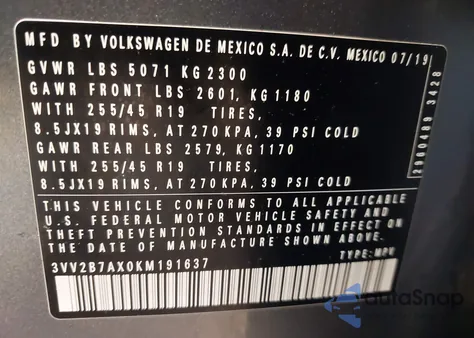 MFD BY VOLKSWAGEN DE MEXICO S.A. DE C.V. MEXICO 07/19
GVWR LBS 5071 KG 2300
GAWR FRONT LBS 2601, KG 1180
WITH 255/45 R19 TIRES,
8.5JX19 RIMS, AT 270 KPA, 39 PSI COLD
GAWR REAR LBS 2579, KG 1170
WITH 255/45 R19 TIRES,
8.5JX19 RIMS, AT 270 KPA, 39 PSI COLD
THIS VEHICLE CONFORMS TO ALL APPLICABLE
U.S. FEDERAL MOTOR VEHICLE SAFETY AND
THEFT PREVENTION STANDARDS IN EFFECT ON
THE DATE OF MANUFACTURE SHOWN ABOVE.
3VV2B7AX0KM191637 TYPE: MPV
3428
autoSnap